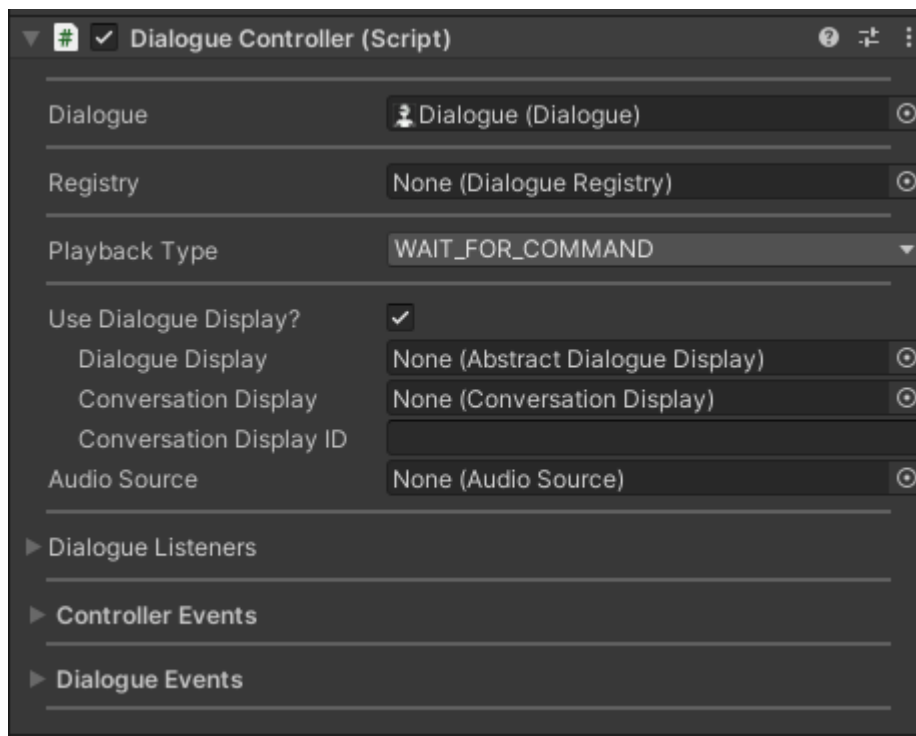 Dialogue Controller (Script)
Dialogue Dialogue (Dialogue)
Registry None (Dialogue Registry)
Playback Type WAIT_FOR_COMMAND
Use Dialogue Display?
Dialogue Display None (Abstract Dialogue Display)
Conversation Display None (Conversation Display)
Conversation Display ID
Audio Source None (Audio Source)
Dialogue Listeners
Controller Events
Dialogue Events